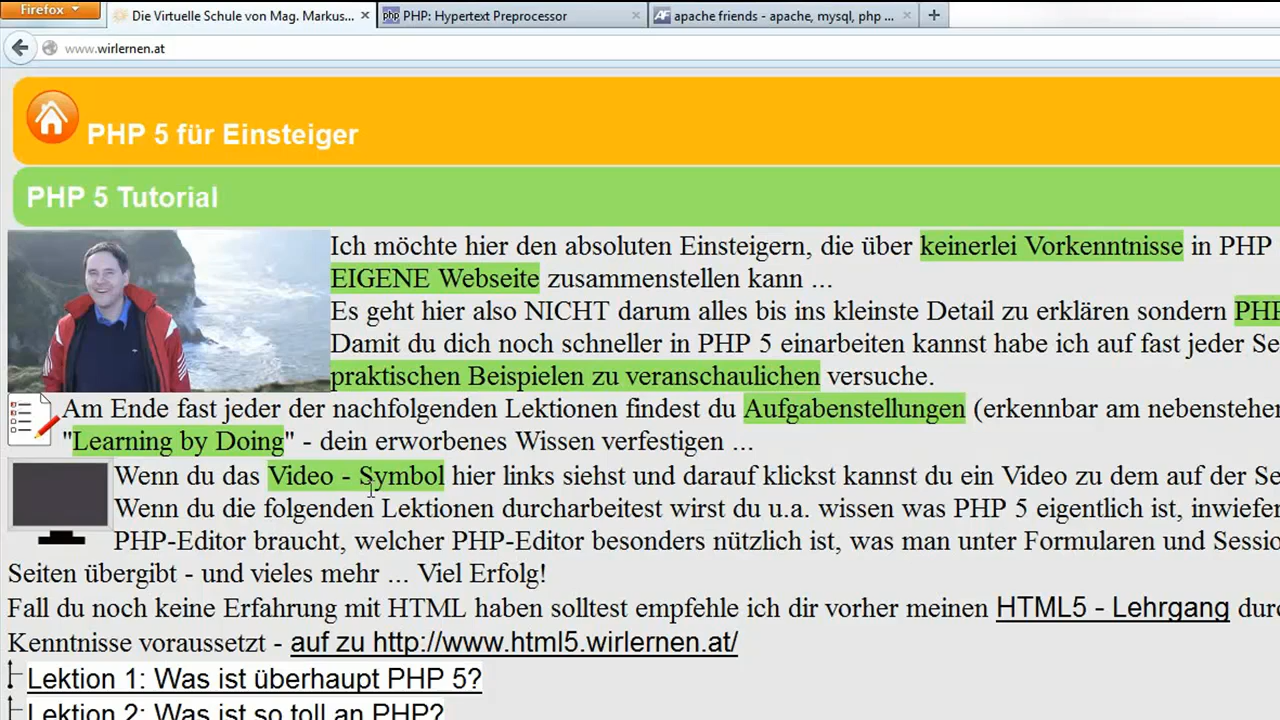 Firefox
Die Virtuelle Schule von Mag. Markus...
PHP: Hypertext Preprocessor
apache friends - apache, mysql, php ...
www.wirlernen.at
PHP 5 für Einsteiger
PHP 5 Tutorial
Ich möchte hier den absoluten Einsteigern, die über keinerlei Vorkenntnisse in PHP
EIGENE Webseite zusammenstellen kann ...
Es geht hier also NICHT darum alles bis ins kleinste Detail zu erklären sondern PHP
Damit du dich noch schneller in PHP 5 einarbeiten kannst habe ich auf fast jeder Se
praktischen Beispielen zu veranschaulichen versuche.
Am Ende fast jeder der nachfolgenden Lektionen findest du Aufgabenstellungen (erkennbar am nebenstehen
"Learning by Doing" - dein erworbenes Wissen verfestigen ...
Wenn du das Video - Symbol hier links siehst und darauf klickst kannst du ein Video zu dem auf der Se
Wenn du die folgenden Lektionen durcharbeitest wirst du u.a. wissen was PHP 5 eigentlich ist, inwiefer
PHP-Editor braucht, welcher PHP-Editor besonders nützlich ist, was man unter Formularen und Sessio
Seiten übergibt - und vieles mehr ... Viel Erfolg!
Fall du noch keine Erfahrung mit HTML haben solltest empfehle ich dir vorher meinen HTML5 - Lehrgang durc
Kenntnisse voraussetzt - auf zu http://www.html5.wirlernen.at/
Lektion 1: Was ist überhaupt PHP 5?
Lektion 2: Was ist so toll an PHP?